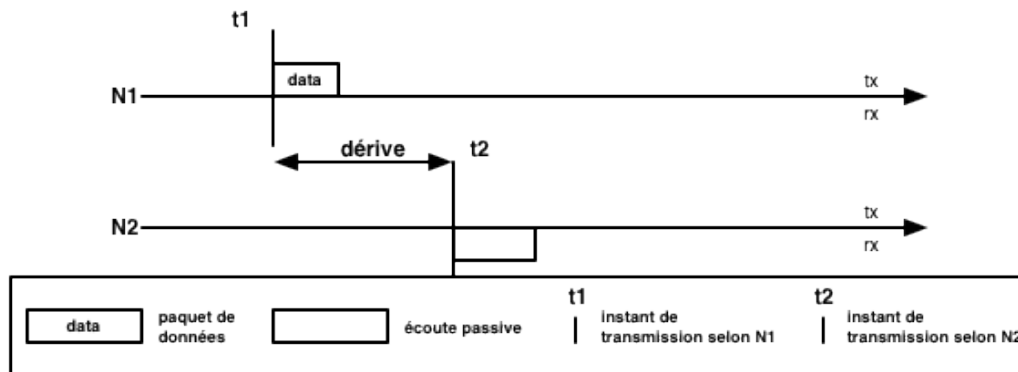 t1
data
tx
N1
rx
dérive
t2
tx
N2
rx
t1
t2
data
paquet de
données
écoute passive
instant de
transmission selon N1
instant de
transmission selon N2